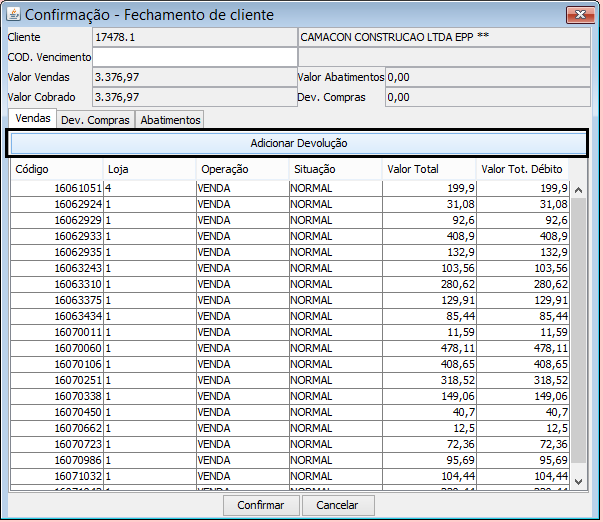 Confirmação - Fechamento de cliente
Cliente 17478.1 CAMACON CONSTRUCAO LTDA EPP **
COD. Vencimento
Valor Vendas 3.376,97 Valor Abatimentos 0,00
Valor Cobrado 3.376,97 Dev. Compras 0,00
Vendas Dev. Compras Abatimentos
Adicionar Devolução
Código Loja Operação Situação Valor Total Valor Tot. Débito
16061051 4 VENDA NORMAL 199,9 199,9
16062924 1 VENDA NORMAL 31,08 31,08
16062929 1 VENDA NORMAL 92,6 92,6
16062933 1 VENDA NORMAL 408,9 408,9
16062935 1 VENDA NORMAL 132,9 132,9
16063243 1 VENDA NORMAL 103,56 103,56
16063310 1 VENDA NORMAL 280,62 280,62
16063375 1 VENDA NORMAL 129,91 129,91
16063434 1 VENDA NORMAL 85,44 85,44
16070011 1 VENDA NORMAL 11,59 11,59
16070060 1 VENDA NORMAL 478,11 478,11
16070106 1 VENDA NORMAL 408,65 408,65
16070251 1 VENDA NORMAL 318,52 318,52
16070338 1 VENDA NORMAL 149,06 149,06
16070450 1 VENDA NORMAL 40,7 40,7
16070662 1 VENDA NORMAL 12,5 12,5
16070723 1 VENDA NORMAL 72,36 72,36
16070986 1 VENDA NORMAL 95,69 95,69
16071032 1 VENDA NORMAL 104,44 104,44
1 VENDA NORMAL
Confirmar Cancelar